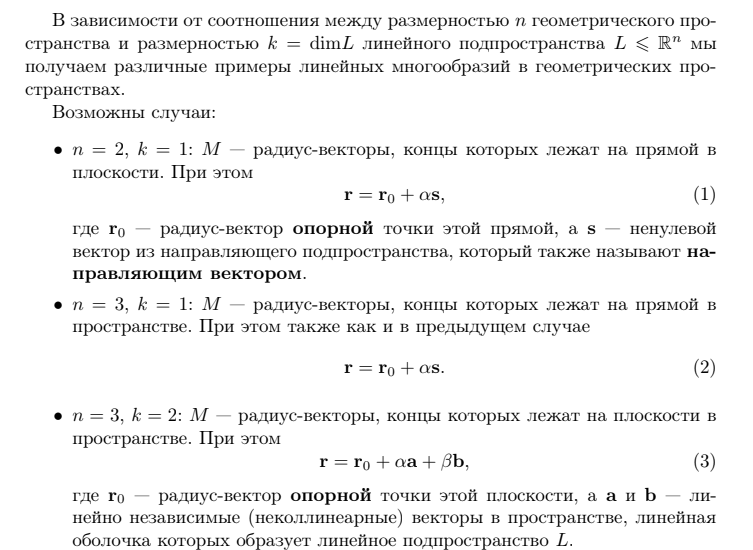 В зависимости от соотношения между размерностью n геометрического про-
странства и размерностью k = dimL линейного подпространства L ⩽ ℝⁿ мы
получаем различные примеры линейных многообразий в геометрических про-
странствах.
Возможны случаи:
• n = 2, k = 1: M — радиус-векторы, концы которых лежат на прямой в
плоскости. При этом
r = r₀ + αs, (1)
где r₀ — радиус-вектор опорной точки этой прямой, а s — ненулевой
вектор из направляющего подпространства, который также называют на-
правляющим вектором.
• n = 3, k = 1: M — радиус-векторы, концы которых лежат на прямой в
пространстве. При этом также как и в предыдущем случае
r = r₀ + αs. (2)
• n = 3, k = 2: M — радиус-векторы, концы которых лежат на плоскости в
пространстве. При этом
r = r₀ + αa + βb, (3)
где r₀ — радиус-вектор опорной точки этой плоскости, а a и b — ли-
нейно независимые (неколлинеарные) векторы в пространстве, линейная
оболочка которых образует линейное подпространство L.